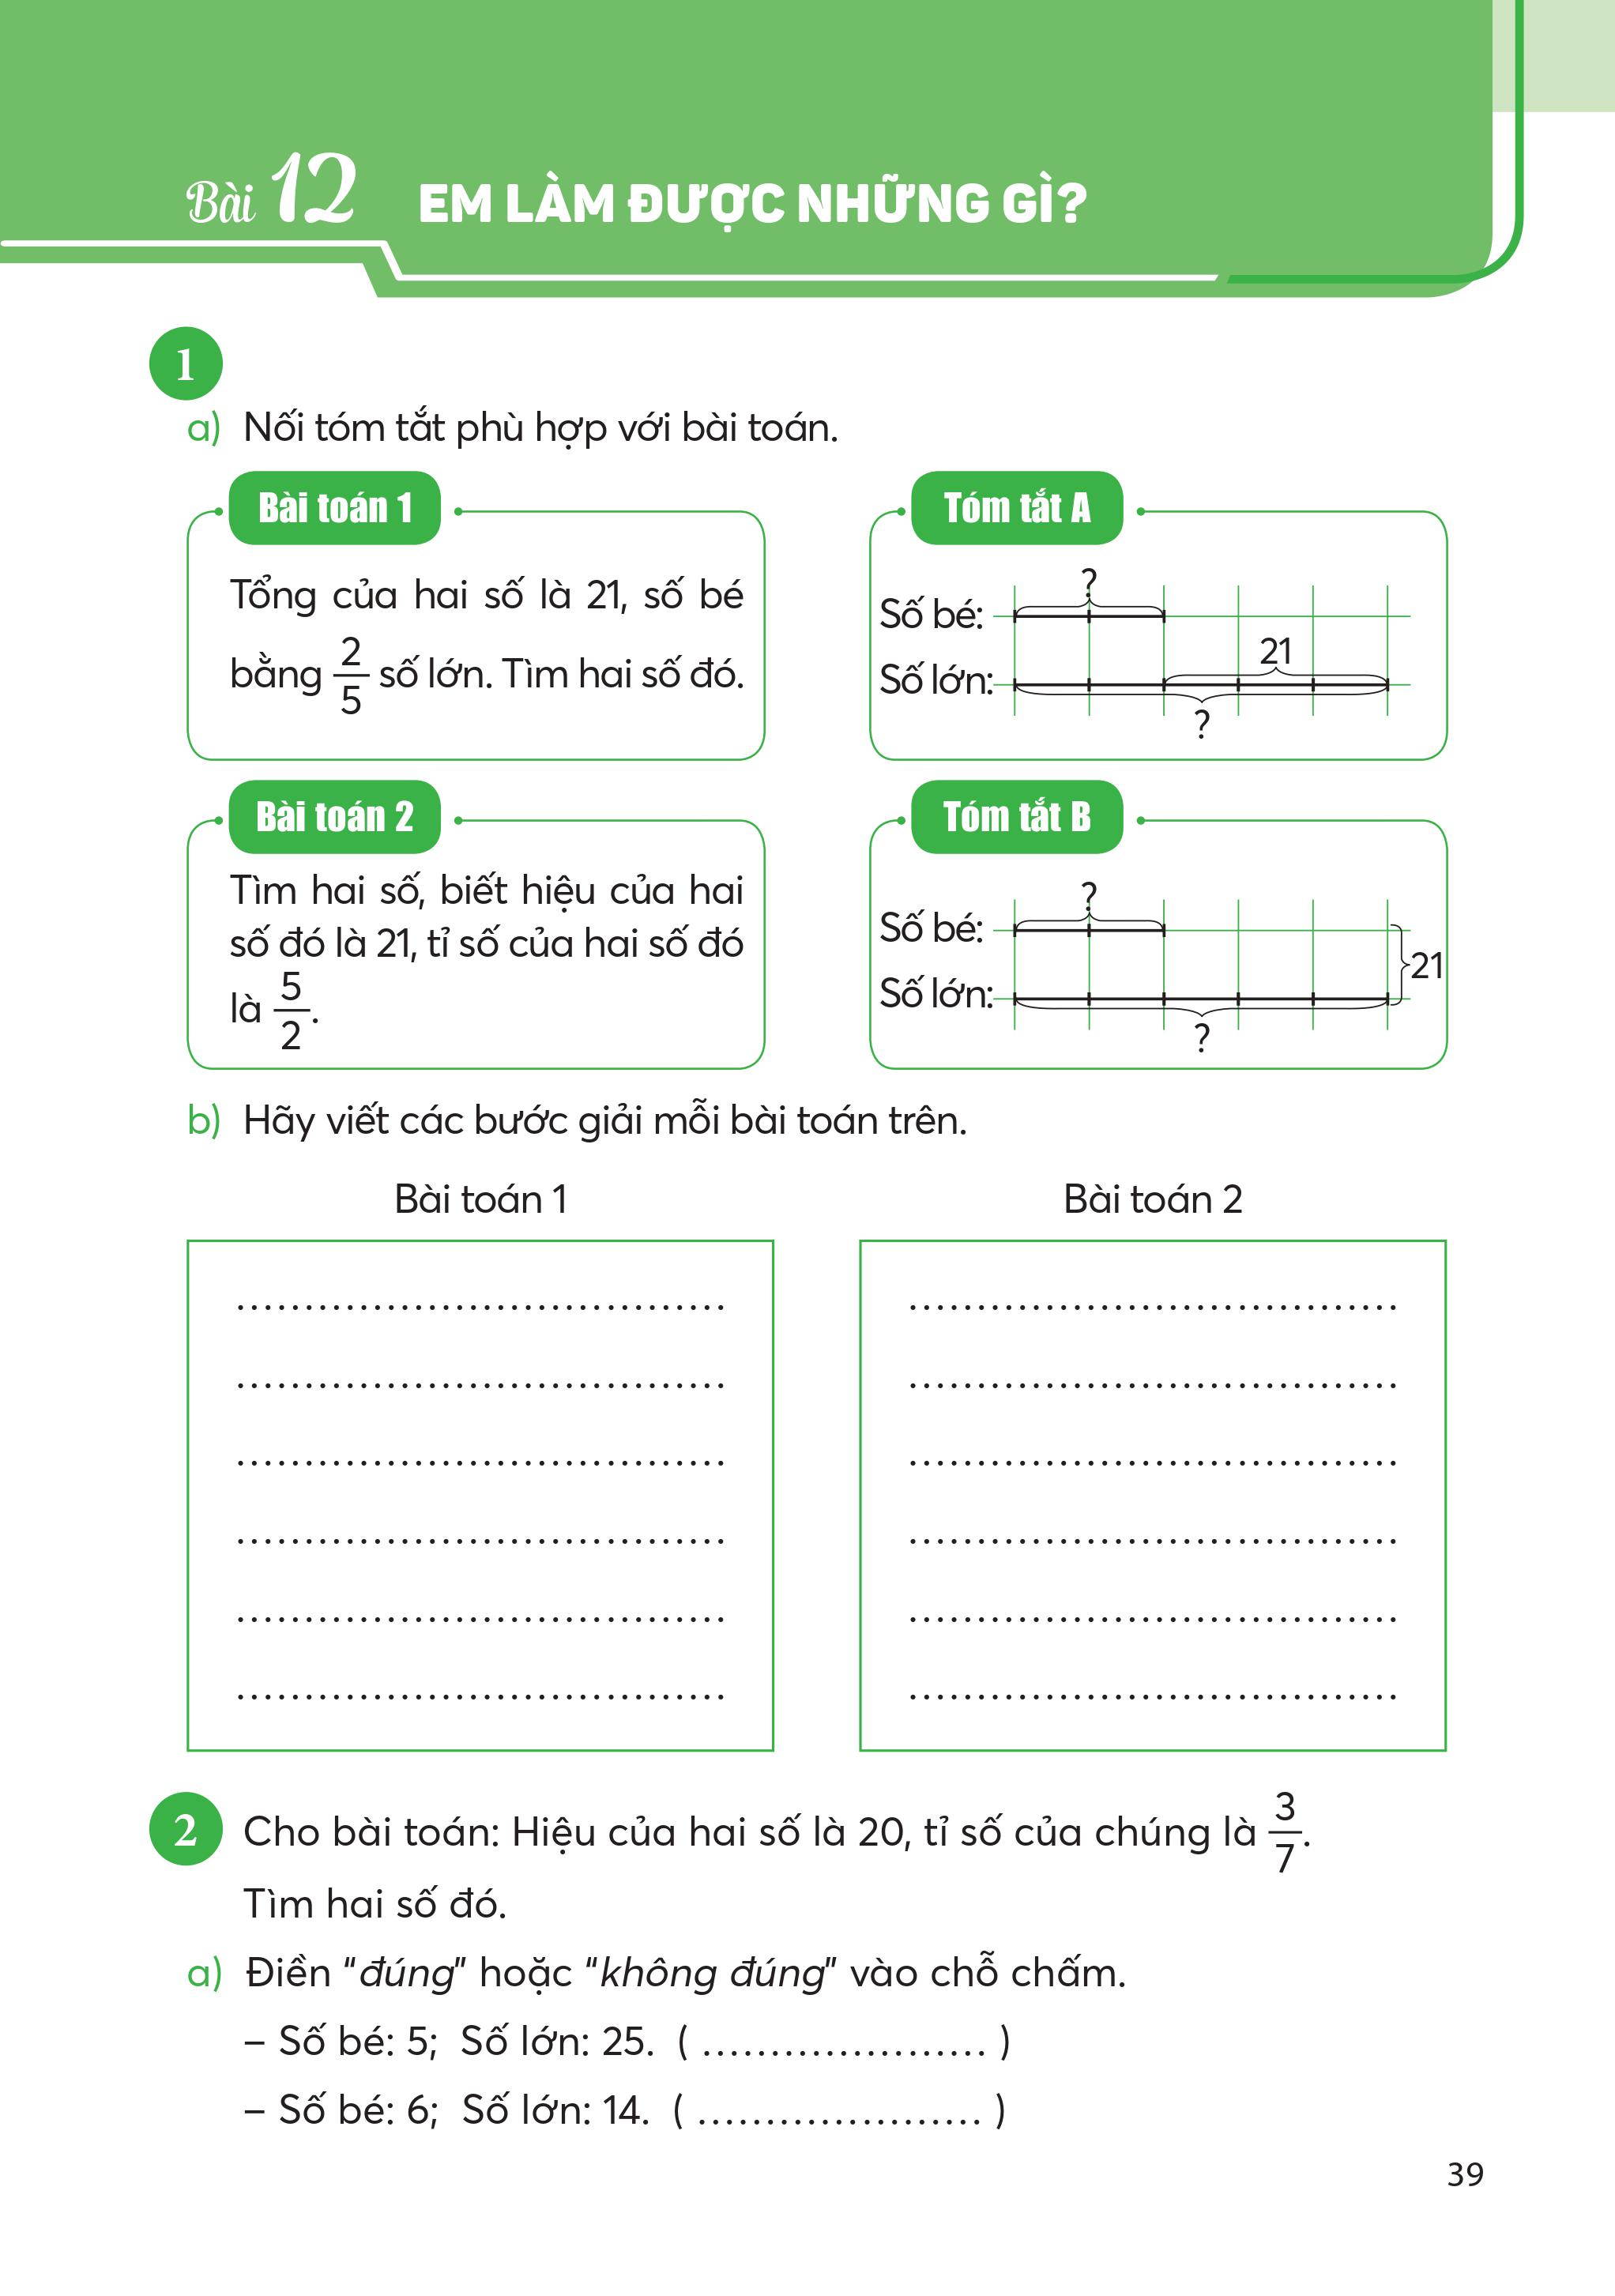 Bài 12 EM LÀM ĐƯỢC NHỮNG GÌ?
1
a) Nối tóm tắt phù hợp với bài toán.
Bài toán 1
Tổng của hai số là 21, số bé
bằng 2/5 số lớn. Tìm hai số đó.
Tóm tắt A
?
Số bé:
21
Số lớn:
?
Bài toán 2
Tìm hai số, biết hiệu của hai
số đó là 21, tỉ số của hai số đó
là 5/2.
Tóm tắt B
?
Số bé:
21
Số lớn:
?
b) Hãy viết các bước giải mỗi bài toán trên.
Bài toán 1
....................................
....................................
....................................
....................................
....................................
....................................
Bài toán 2
....................................
....................................
....................................
....................................
....................................
....................................
2 Cho bài toán: Hiệu của hai số là 20, tỉ số của chúng là 3/7.
Tìm hai số đó.
a) Điền “đúng” hoặc “không đúng” vào chỗ chấm.
– Số bé: 5; Số lớn: 25. ( ..................... )
– Số bé: 6; Số lớn: 14. ( ..................... )
39